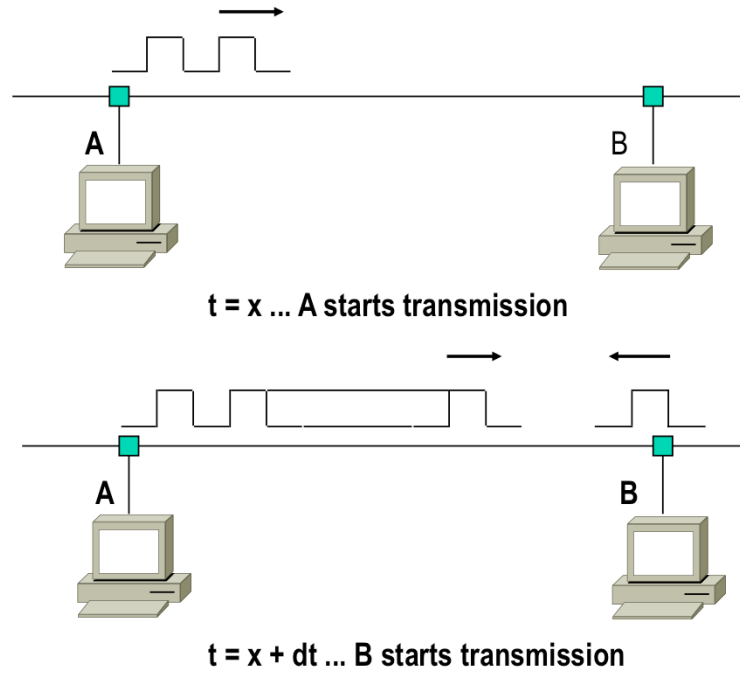 A
B
t = x ... A starts transmission
A
B
t = x + dt ... B starts transmission